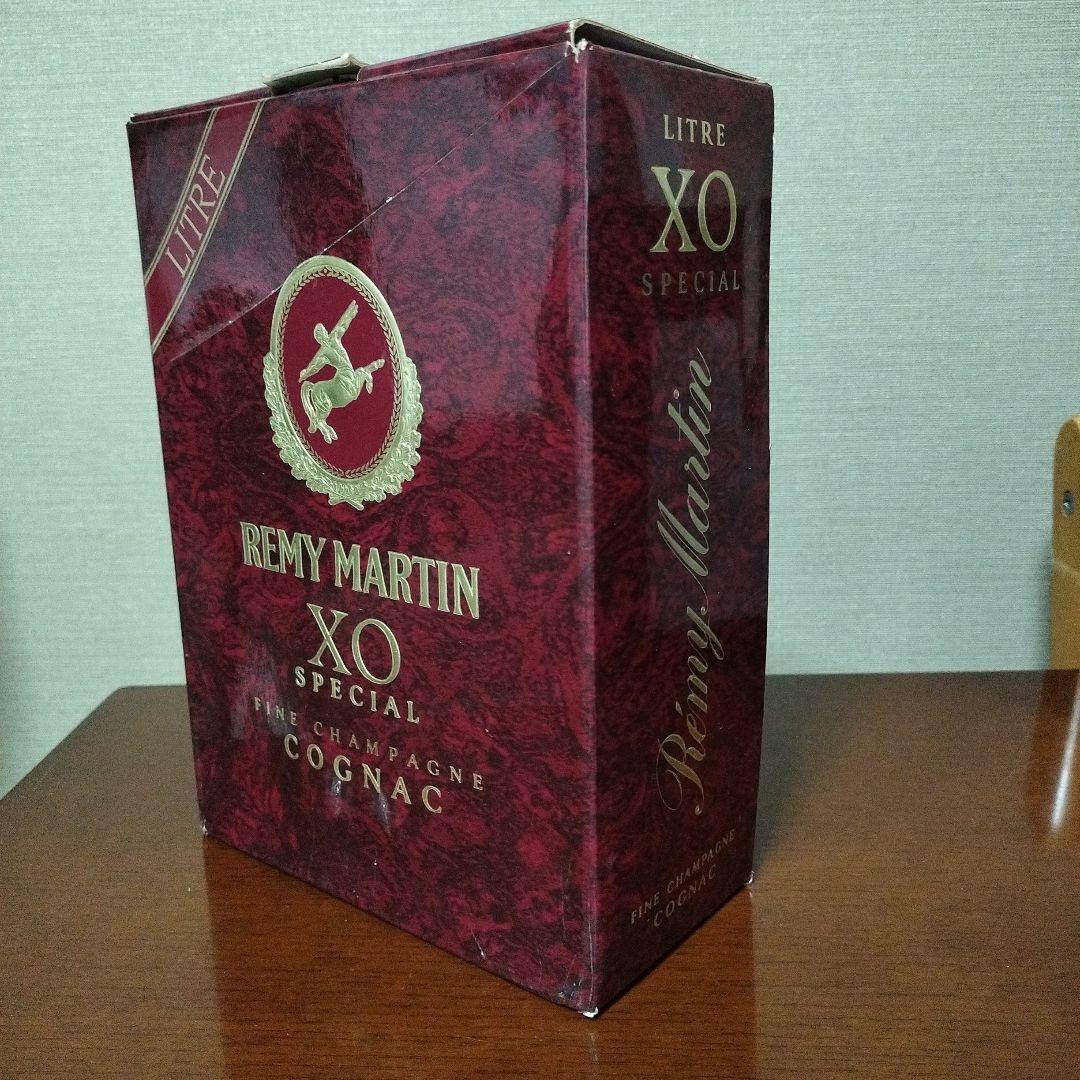 LITRE
REMY MARTIN
XO
SPECIAL
FINE CHAMPAGNE
COGNAC
LITRE
XO
SPECIAL
Rémy Martin
FINE CHAMPAGNE
COGNAC